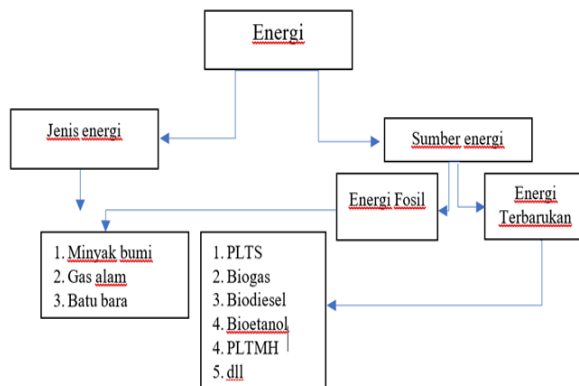 Energi
Jenis energi
Sumber energi
Energi Fosil
Energi
Terbarukan
1. Minyak bumi
2. Gas alam
3. Batu bara
1. PLTS
2. Biogas
3. Biodiesel
4. Bioetanol
4. PLTMH
5. dll